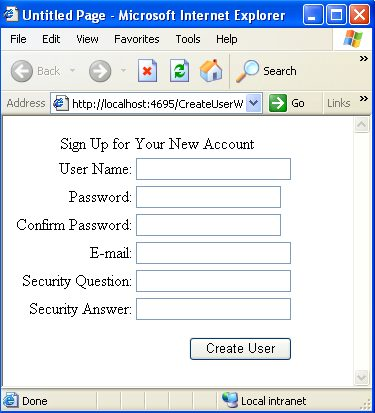 Untitled Page - Microsoft Internet Explorer
File Edit View Favorites Tools Help
Back Search
Address http://localhost:4695/CreateUserW Go Links
Sign Up for Your New Account
User Name:
Password:
Confirm Password:
E-mail:
Security Question:
Security Answer:
Create User
Done Local intranet